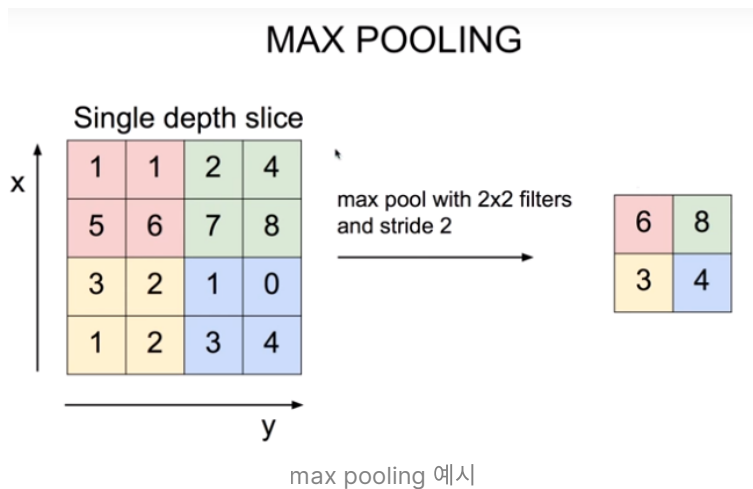 MAX POOLING
Single depth slice
x
1 1 2 4
5 6 7 8
3 2 1 0
1 2 3 4
y
max pool with 2x2 filters
and stride 2
6 8
3 4
max pooling 예시